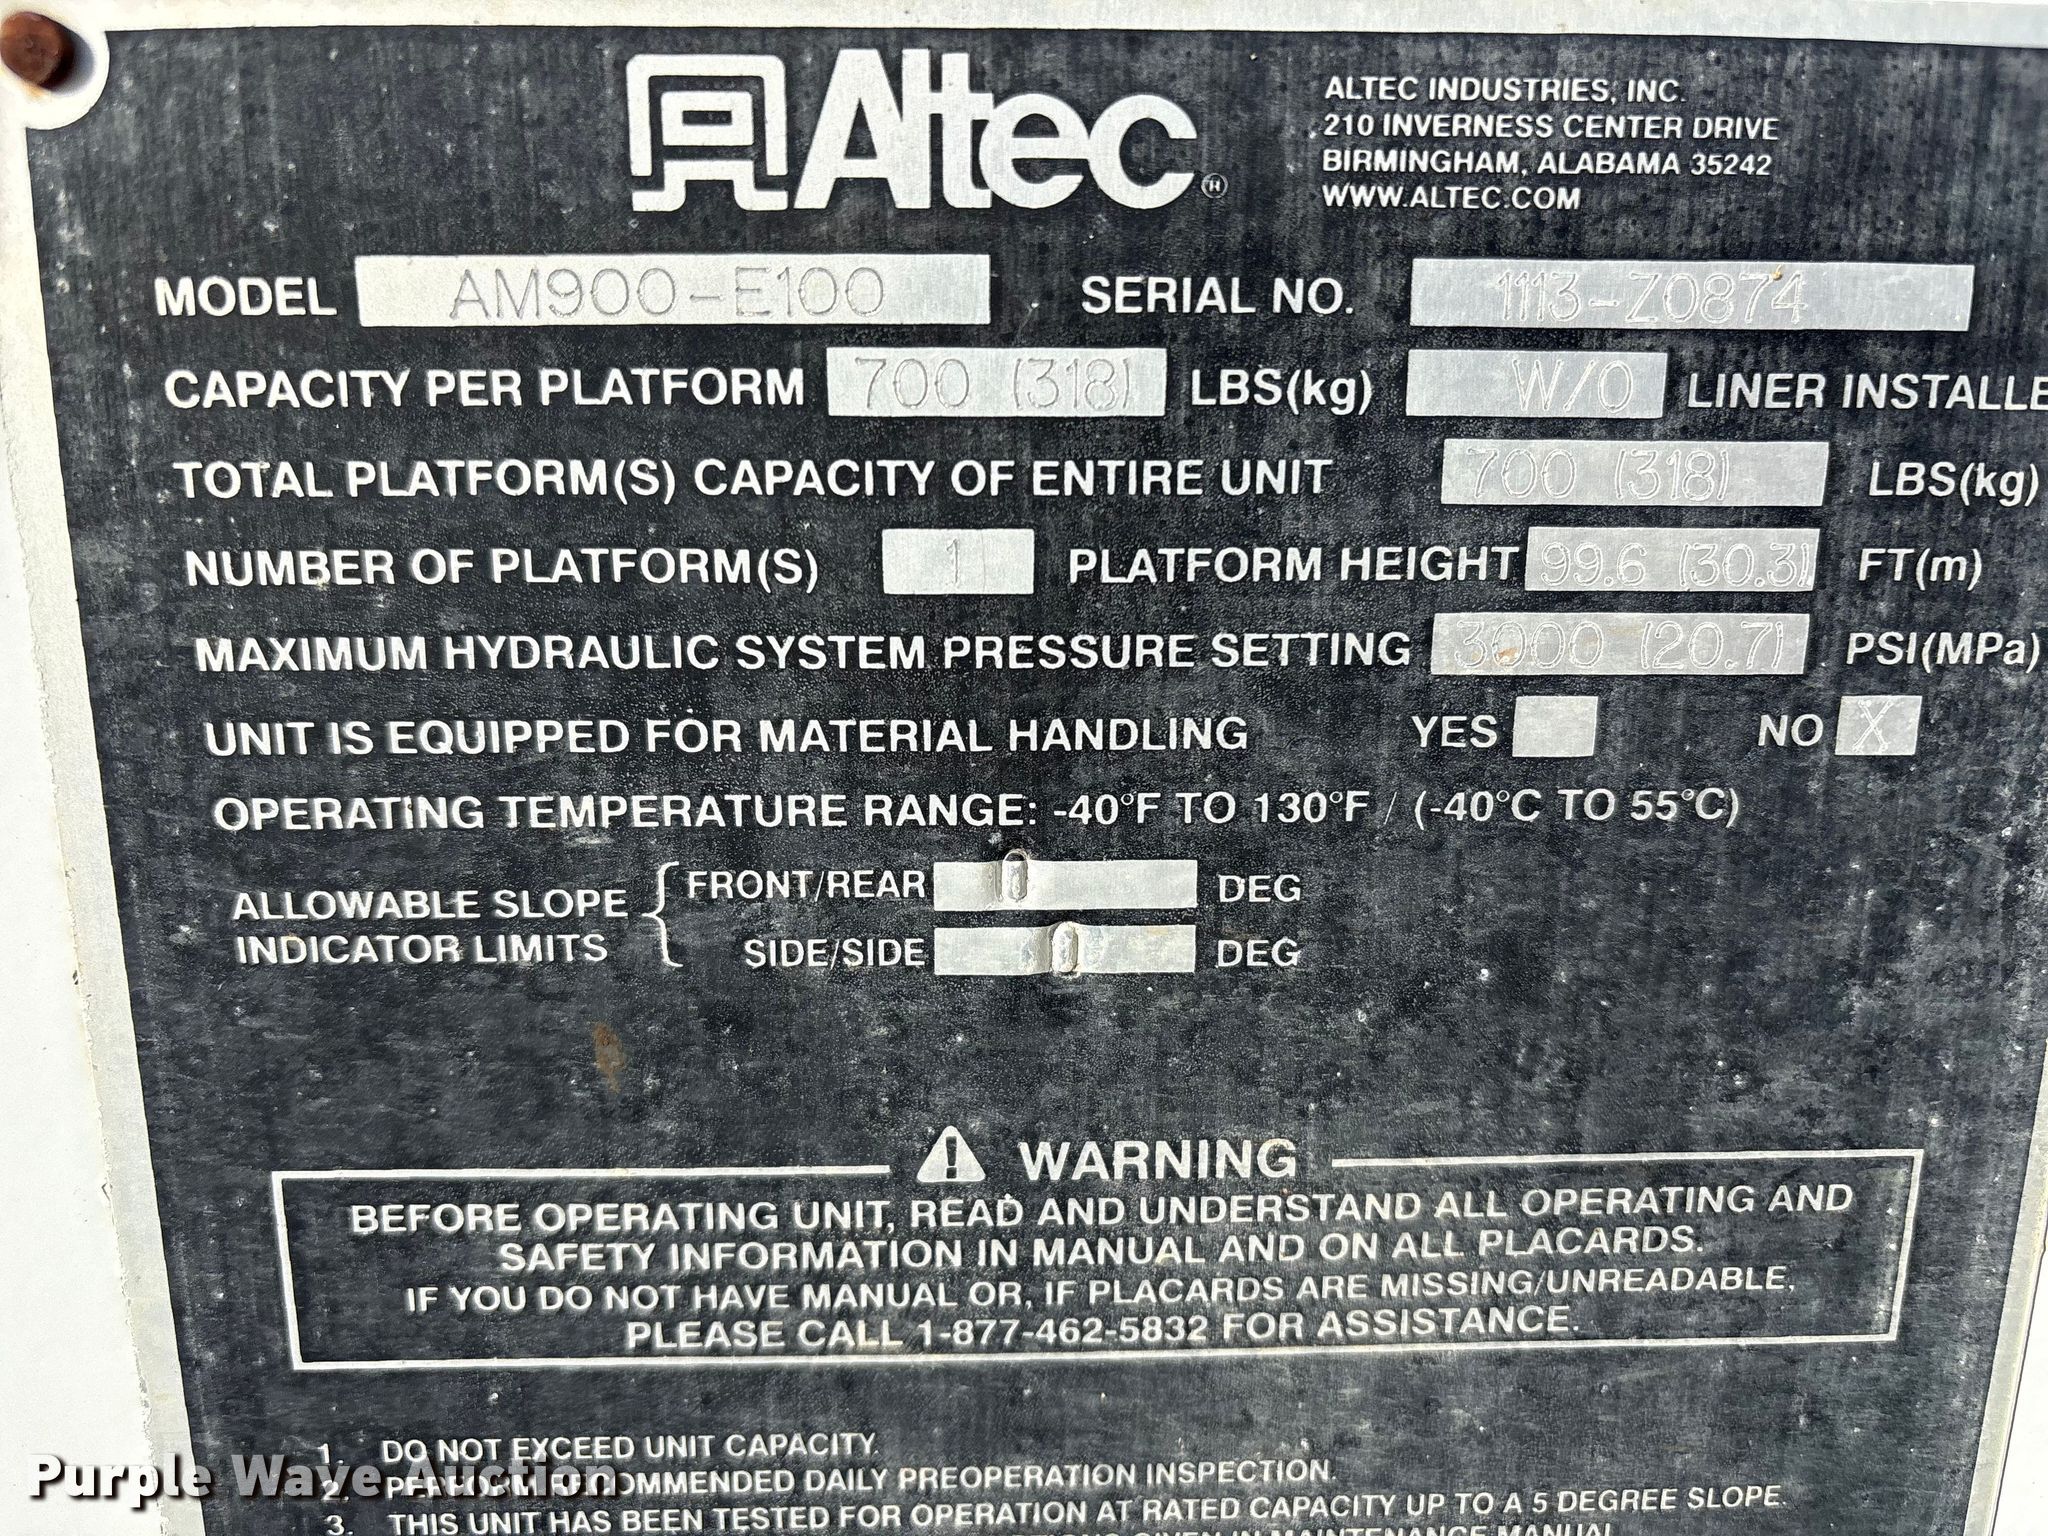 Altec
ALTEC INDUSTRIES, INC.
210 INVERNESS CENTER DRIVE
BIRMINGHAM, ALABAMA 35242
WWW.ALTEC.COM
MODEL AM900-E100 SERIAL NO. 1113-Z0874
CAPACITY PER PLATFORM 700 (318) LBS(kg) W/O LINER INSTALLE
TOTAL PLATFORM(S) CAPACITY OF ENTIRE UNIT 700 (318) LBS(kg)
NUMBER OF PLATFORM(S) 1 PLATFORM HEIGHT 99.6 (30.3) FT(m)
MAXIMUM HYDRAULIC SYSTEM PRESSURE SETTING 3000 (20.7) PSI(MPa)
UNIT IS EQUIPPED FOR MATERIAL HANDLING YES NO X
OPERATING TEMPERATURE RANGE: -40°F TO 130°F / (-40°C TO 55°C)
ALLOWABLE SLOPE INDICATOR LIMITS
FRONT/REAR 0 DEG
SIDE/SIDE 0 DEG
WARNING
BEFORE OPERATING UNIT, READ AND UNDERSTAND ALL OPERATING AND
SAFETY INFORMATION IN MANUAL AND ON ALL PLACARDS.
IF YOU DO NOT HAVE MANUAL OR, IF PLACARDS ARE MISSING/UNREADABLE,
PLEASE CALL 1-877-462-5832 FOR ASSISTANCE.
1. DO NOT EXCEED UNIT CAPACITY.
2. PERFORM RECOMMENDED DAILY PREOPERATION INSPECTION.
3. THIS UNIT HAS BEEN TESTED FOR OPERATION AT RATED CAPACITY UP TO A 5 DEGREE SLOPE.
GIVEN IN MAINTENANCE MANUAL
Purple Wave Auction